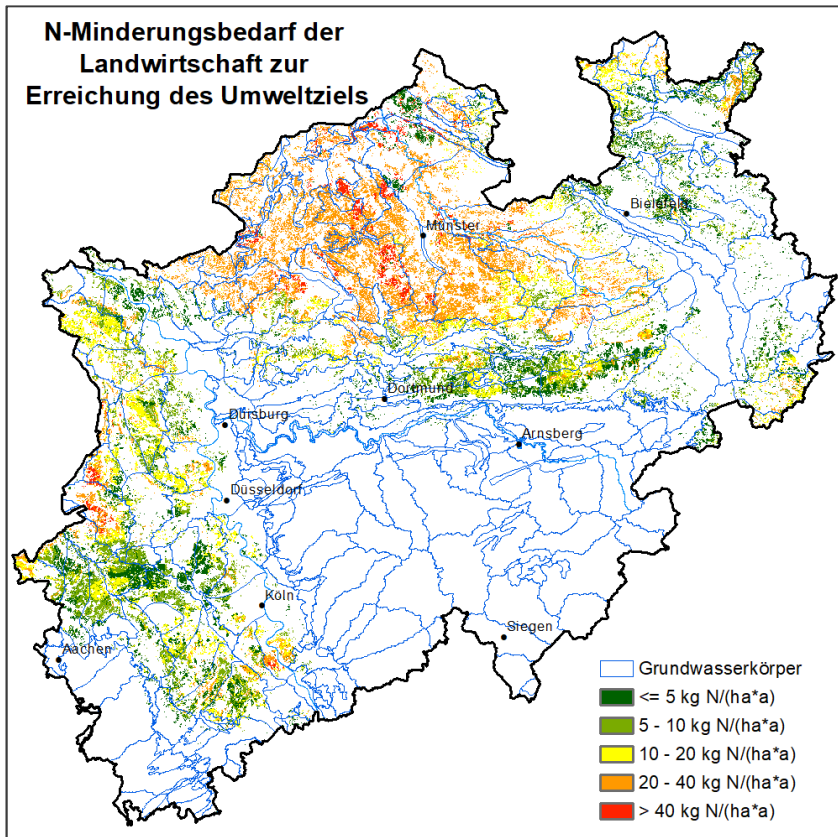 N-Minderungsbedarf der
Landwirtschaft zur
Erreichung des Umweltziels
Bielefeld
Münster
Dortmund
Duisburg
Arnsberg
Düsseldorf
Köln
Siegen
Aachen
Grundwasserkörper
<= 5 kg N/(ha*a)
5 - 10 kg N/(ha*a)
10 - 20 kg N/(ha*a)
20 - 40 kg N/(ha*a)
> 40 kg N/(ha*a)